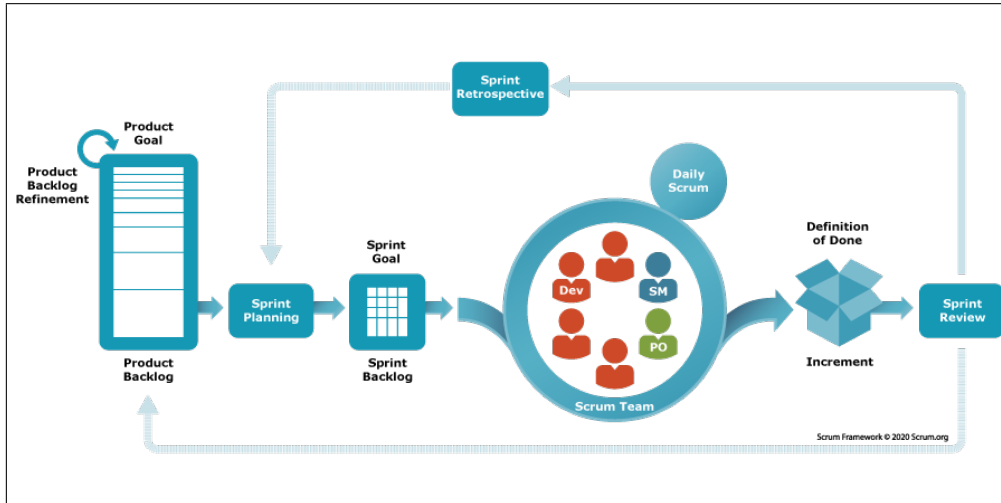 Sprint
Retrospective
Product
Goal
Product
Backlog
Refinement
Daily
Scrum
Sprint
Goal
Definition
of Done
Dev
SM
Sprint
Planning
Sprint
Review
PO
Product
Backlog
Sprint
Backlog
Increment
Scrum Team
Scrum Framework © 2020 Scrum.org